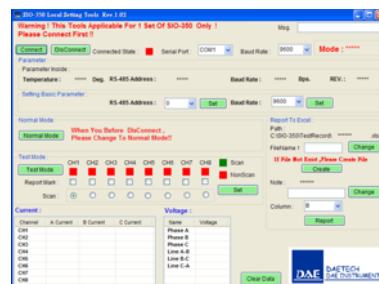 SIO-350 Local Setting Tools Rev 1.02
Warning ! This Tools Applicable For 1 Set Of SIO-350 Only !
Please Connect First !!
Msg.
Connect DisConnect Connected State : Serial Port : COM1 Baud Rate 9600 Mode : *****
Parameter
Parameter Inside
Temperature : ***** Deg. RS-485 Address : ***** Baud Rate : ***** Bps. REV.: *****
Setting Basic Parameter
RS-485 Address : 0 Set Baud Rate : 9600 Set
Normal Mode
Normal Mode
When You Before DisConnect ,
Please Change To Normal Mode!!
Report To Excel :
Path :
C:\SIO-350\TestRecord\ ***** .xls
FileName : Change
If File Not Exist ,Please Create File
Create
Note :
***** Change
Column : B
Report
Test Mode
Test Mode
CH1 CH2 CH3 CH4 CH5 CH6 CH7 CH8
Scan
NonScan
Report Mark :
Scan :
Set
Current :
Channel A Current B Current C Current
CH1
CH2
CH3
CH4
CH5
CH6
CH7
CH8
Voltage :
Name Voltage
Phase A
Phase B
Phase C
Line A-B
Line B-C
Line C-A
Clear Data
DAE
DAETECH
DAE INSTRUMENT